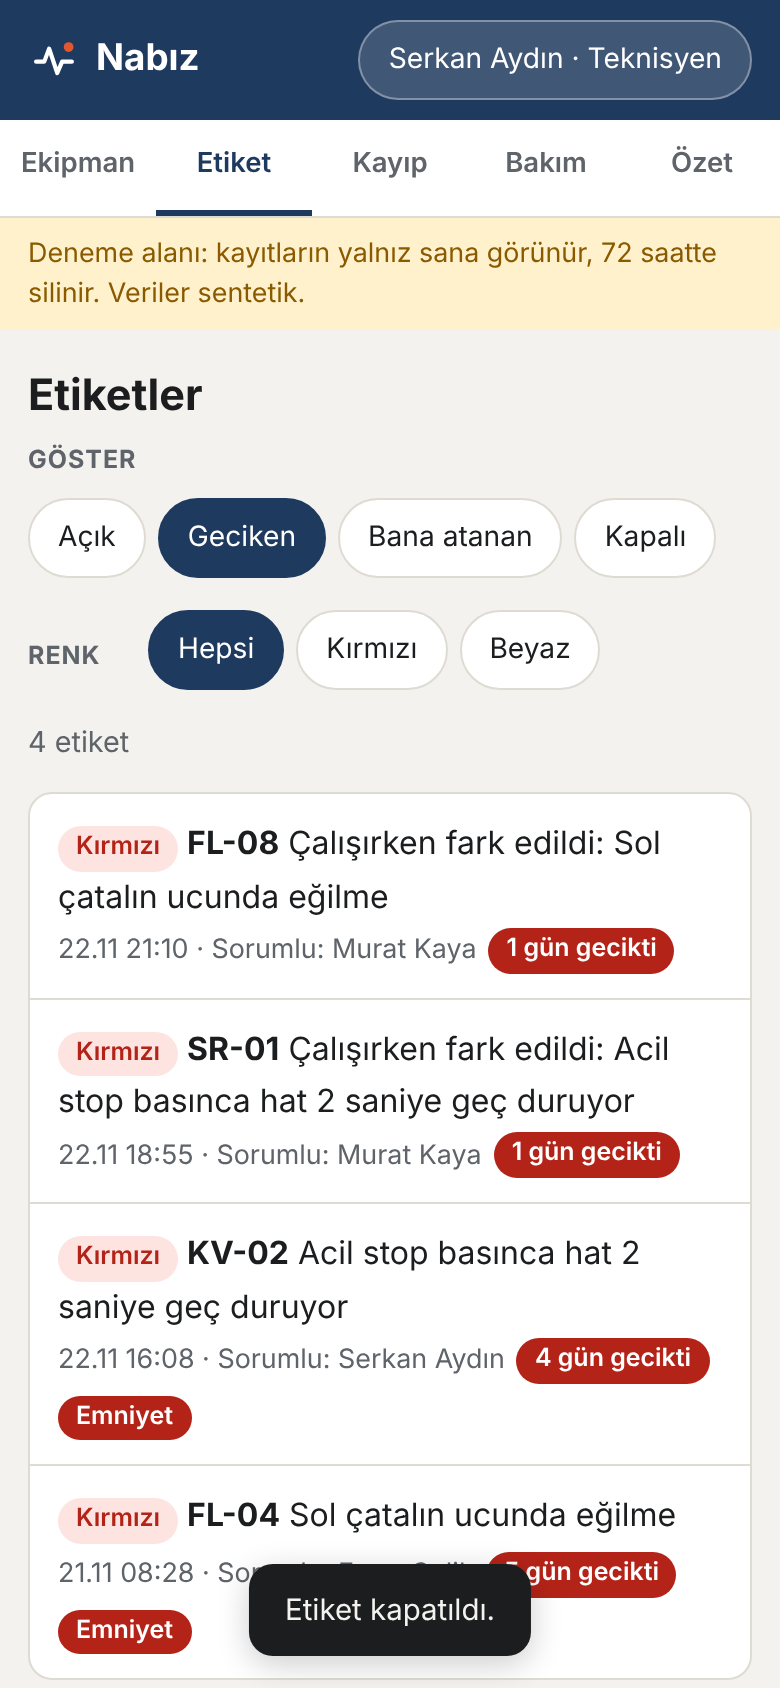 Nabız
Serkan Aydın · Teknisyen
Ekipman
Etiket
Kayıp
Bakım
Özet
Deneme alanı: kayıtların yalnız sana görünür, 72 saatte
silinir. Veriler sentetik.
Etiketler
GÖSTER
Açık
Geciken
Bana atanan
Kapalı
RENK
Hepsi
Kırmızı
Beyaz
4 etiket
Kırmızı FL-08 Çalışırken fark edildi: Sol
çatalın ucunda eğilme
22.11 21:10 · Sorumlu: Murat Kaya 1 gün gecikti
Kırmızı SR-01 Çalışırken fark edildi: Acil
stop basınca hat 2 saniye geç duruyor
22.11 18:55 · Sorumlu: Murat Kaya 1 gün gecikti
Kırmızı KV-02 Acil stop basınca hat 2
saniye geç duruyor
22.11 16:08 · Sorumlu: Serkan Aydın 4 gün gecikti
Emniyet
Kırmızı FL-04 Sol çatalın ucunda eğilme
21.11 08:28 · gün gecikti
Emniyet
Etiket kapatıldı.